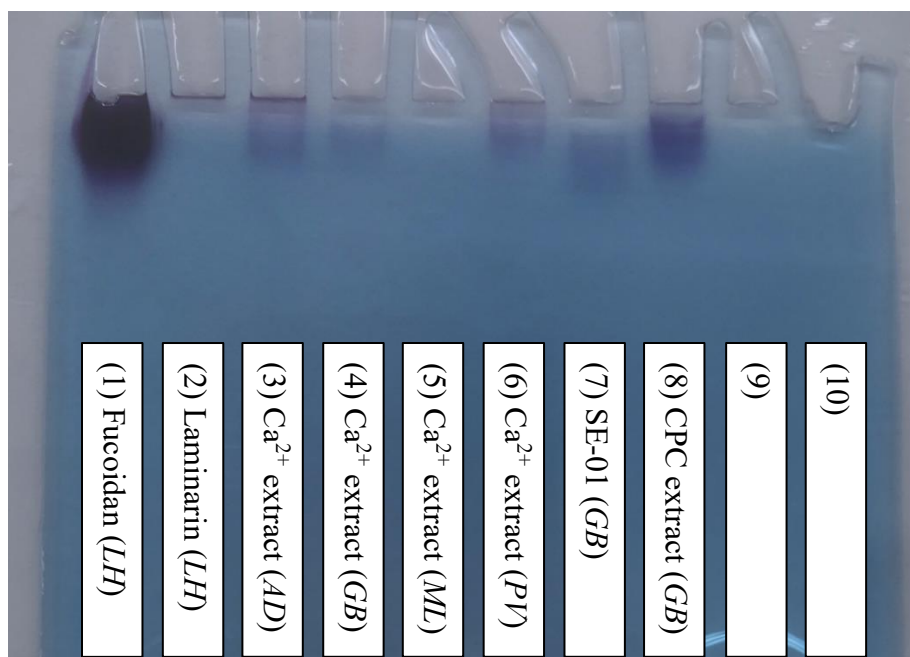 (1) Fucoidan (LH)
(2) Laminarin (LH)
(3) Ca²⁺ extract (AD)
(4) Ca²⁺ extract (GB)
(5) Ca²⁺ extract (ML)
(6) Ca²⁺ extract (PV)
(7) SE-01 (GB)
(8) CPC extract (GB)
(9)
(10)